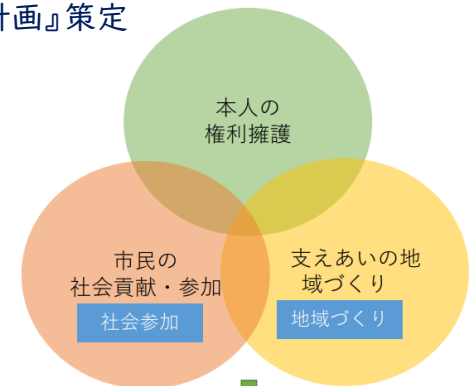 計画』策定
本人の
権利擁護
市民の
社会貢献・参加
社会参加
支えあいの地
域づくり
地域づくり